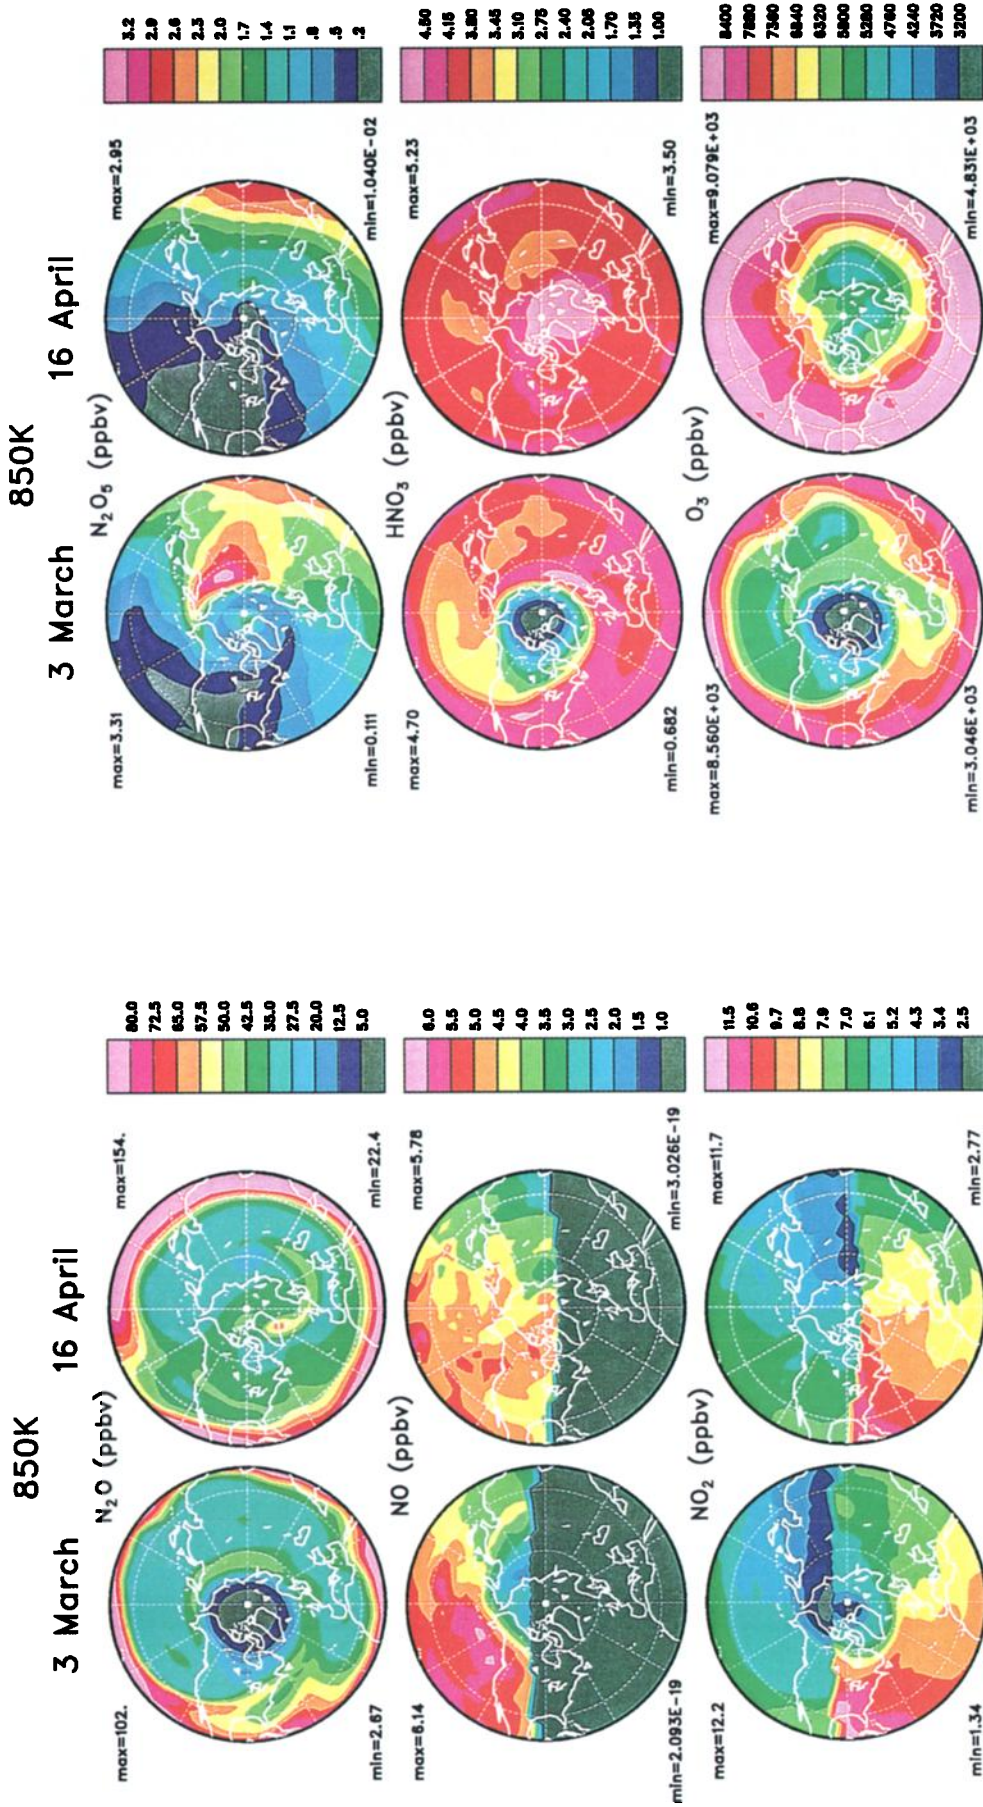 850K
3 March 16 April
N₂O (ppbv)
max=102.
max=154.
min=2.67
min=22.4
80.0
72.5
65.0
57.5
50.0
42.5
35.0
27.5
20.0
12.5
5.0
NO (ppbv)
max=6.14
max=5.78
min=2.093E-19
min=3.026E-19
6.0
5.5
5.0
4.5
4.0
3.5
3.0
2.5
2.0
1.5
1.0
NO₂ (ppbv)
max=12.2
max=11.7
min=1.34
min=2.77
11.5
10.6
9.7
8.8
7.9
7.0
6.1
5.2
4.3
3.4
2.5
850K
3 March 16 April
N₂O₅ (ppbv)
max=3.31
max=2.95
min=0.111
min=1.040E-02
3.2
2.9
2.6
2.3
2.0
1.7
1.4
1.1
.8
.5
.2
HNO₃ (ppbv)
max=4.70
max=5.23
min=0.682
min=3.50
4.50
4.15
3.80
3.45
3.10
2.75
2.40
2.05
1.70
1.35
1.00
O₃ (ppbv)
max=8.560E+03
max=9.079E+03
min=3.046E+03
min=4.831E+03
8400
7880
7360
6840
6320
5800
5280
4760
4240
3720
3200